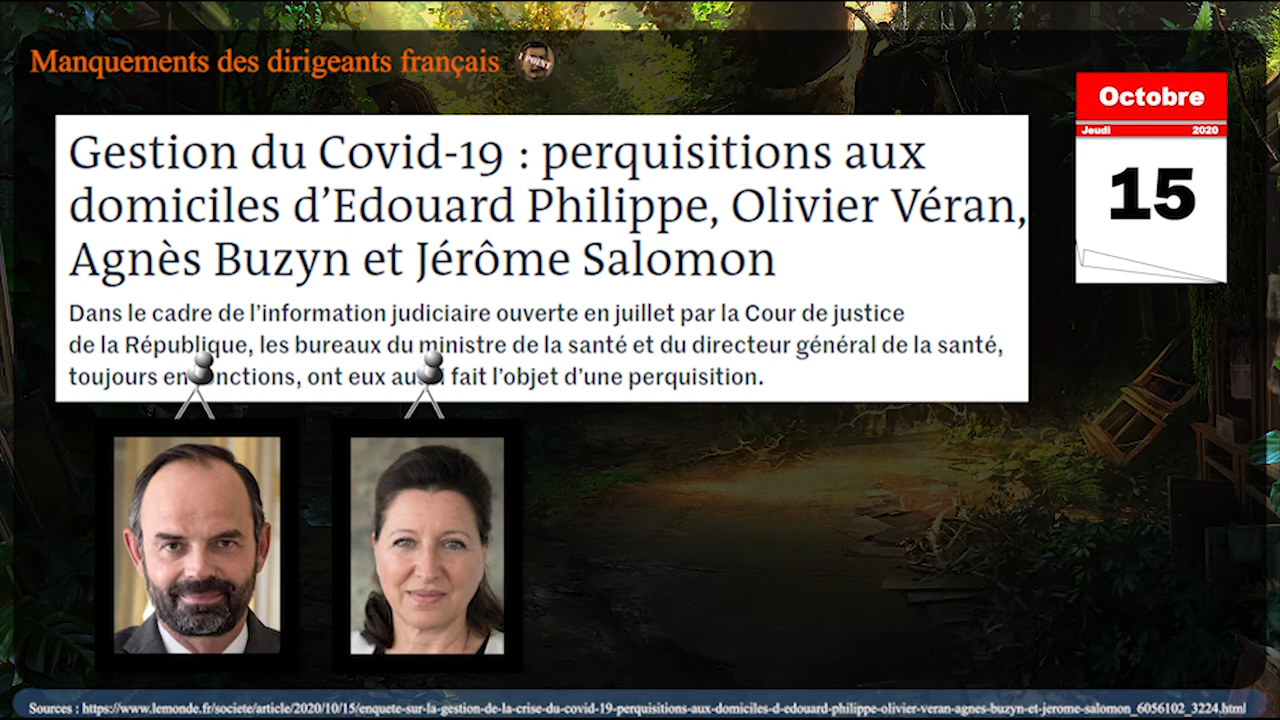 Manquements des dirigeants français
1 POINT
Octobre
Jeudi 2020
15
Gestion du Covid-19 : perquisitions aux
domiciles d’Edouard Philippe, Olivier Véran,
Agnès Buzyn et Jérôme Salomon
Dans le cadre de l’information judiciaire ouverte en juillet par la Cour de justice
de la République, les bureaux du ministre de la santé et du directeur général de la santé,
toujours en ont eux fait l’objet d’une perquisition.
Sources : https://www.lemonde.fr/societe/article/2020/10/15/enquete-sur-la-gestion-de-la-crise-du-covid-19-perquisitions-aux-domiciles-d-edouard-philippe-olivier-veran-agnes-buzyn-et-jerome-salomon_6056102_3224.html